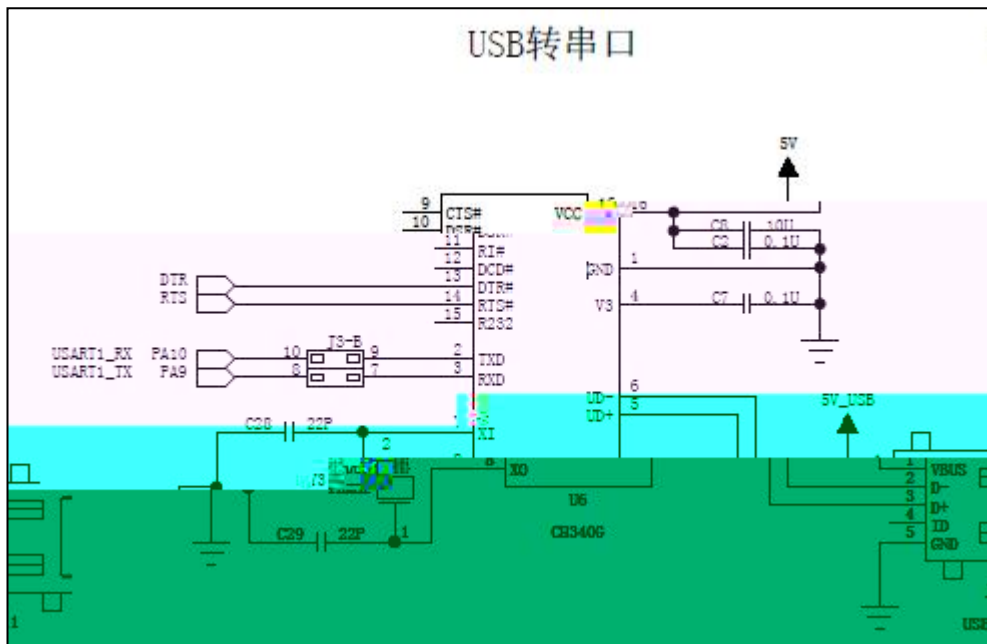 USB转串口
5V
9 CTS# VCC
10
11 RI# C8 10U
12 DCD# C2 0.1U
DTR 13 DTR# GND 1
RTS 14 RTS# V3 4 C7 0.1U
15 R232
J3-B
USART1_RX PA10 10 9 2 TXD
USART1_TX PA9 8 7 3 RXD
UD- 6
UD+ 5
5V_USB
C28 22P
2
XI
XO
1 VBUS
2 D-
3 D+
4 ID
5 GND
U6
CH340G
C29 22P 1
1